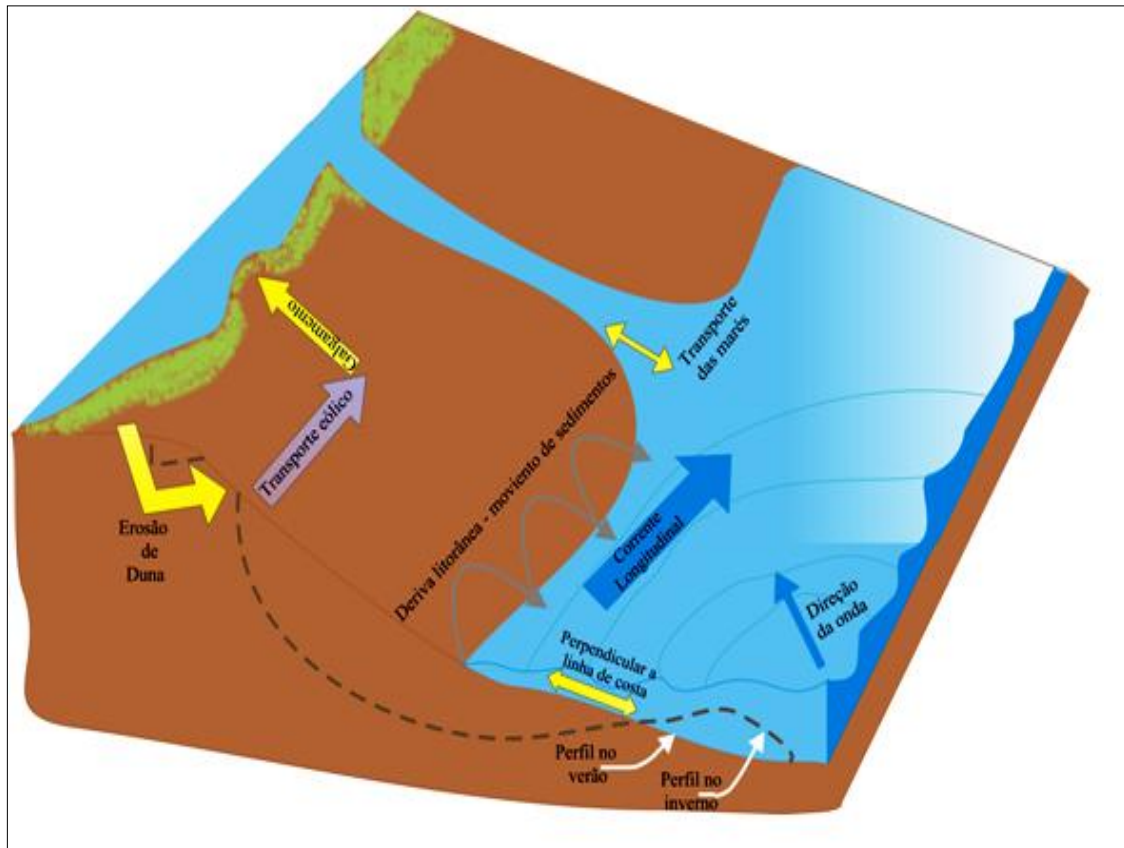 Galgamento
Transporte eólico
Erosão
de
Duna
Deriva litorânea - moviento de sedimentos
Transporte
das marés
Corrente
Longitudinal
Direção
da onda
Perpendicular a
linha de costa
Perfil no
verão
Perfil no
inverno